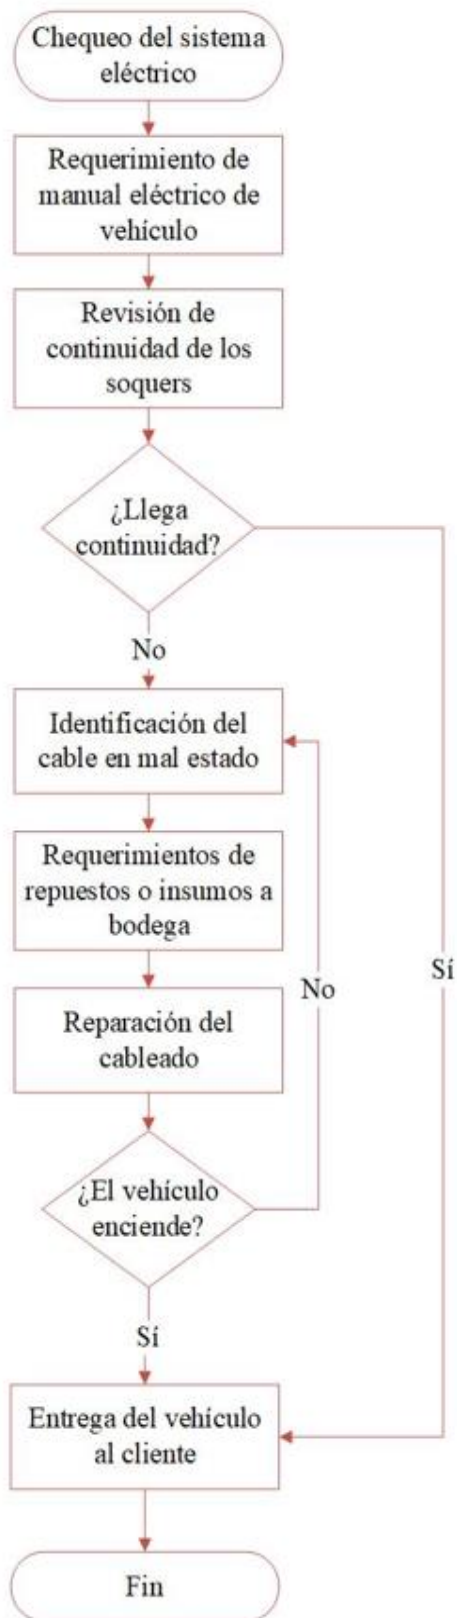 Chequeo del sistema
eléctrico
Requerimiento de
manual eléctrico de
vehículo
Revisión de
continuidad de los
soquers
¿Llega
continuidad?
No
Identificación del
cable en mal estado
Requerimientos de
repuestos o insumos a
bodega
Sí
No
Reparación del
cableado
¿El vehículo
enciende?
Sí
Entrega del vehículo
al cliente
Fin